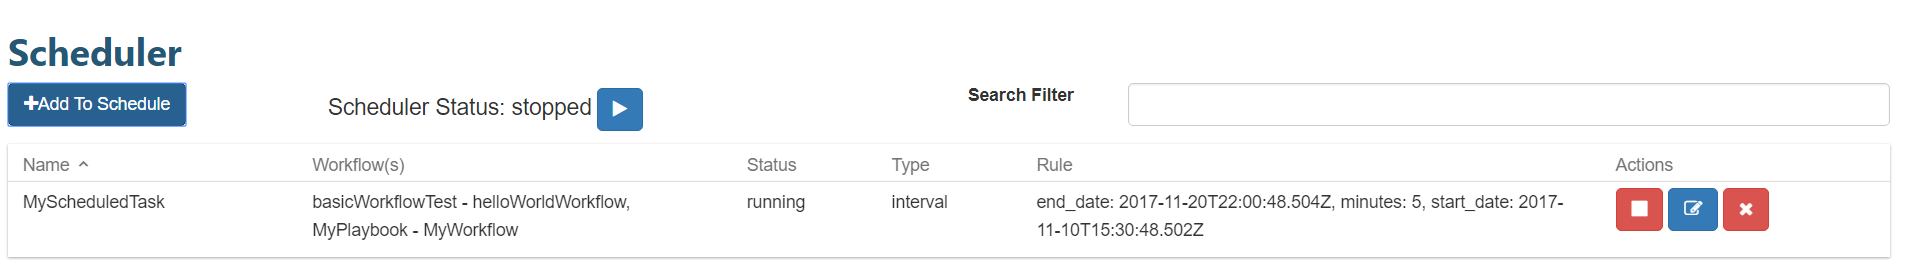 Scheduler
Add To Schedule
Scheduler Status: stopped
Search Filter
Name Workflow(s) Status Type Rule Actions
MyScheduledTask basicWorkflowTest - helloWorldWorkflow, running interval end_date: 2017-11-20T22:00:48.504Z, minutes: 5, start_date: 2017-
MyPlaybook - MyWorkflow 11-10T15:30:48.502Z